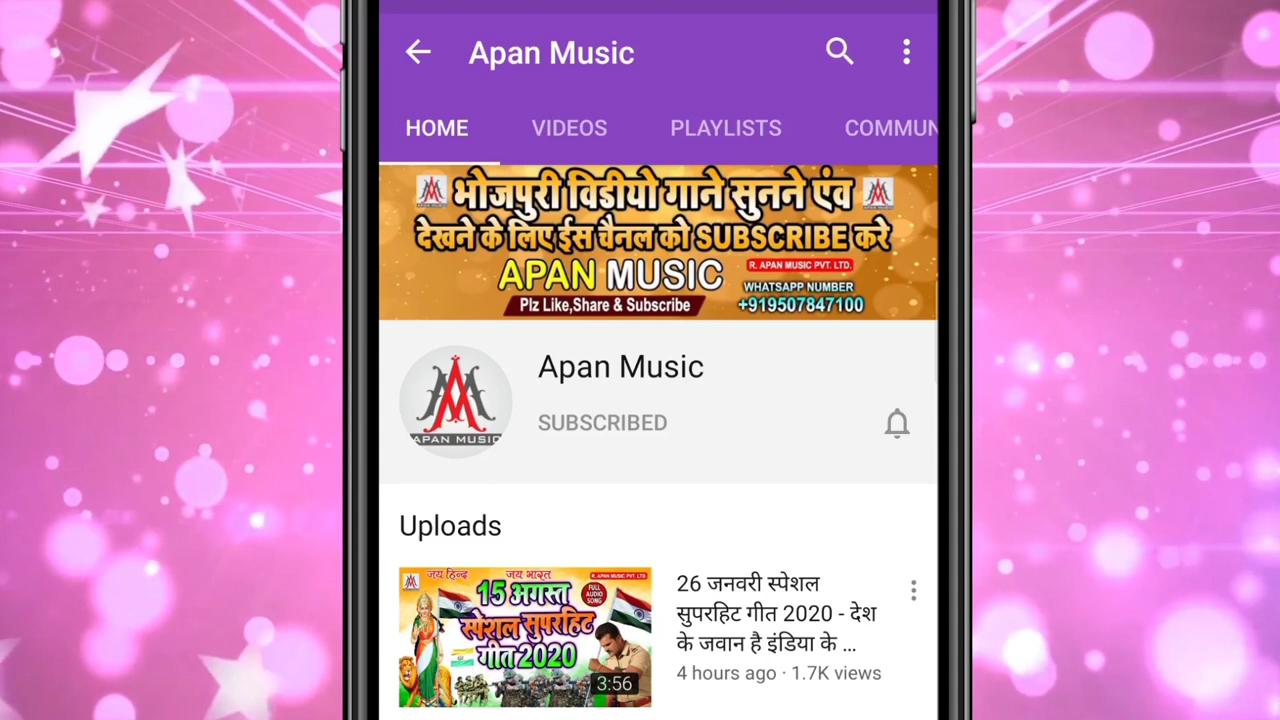 Apan Music
HOME VIDEOS PLAYLISTS COMMUN
भोजपुरी विडीयो गाने सुनने एंव
देखने के लिए ईस चैनल को SUBSCRIBE करे
APAN MUSIC
R. APAN MUSIC PVT. LTD.
WHATSAPP NUMBER
+919507847100
Plz Like,Share & Subscribe
Apan Music
SUBSCRIBED
APAN MUSIC
Uploads
जय हिन्द जय भारत
R. APAN MUSIC PVT. LTD
15 अगस्त
FULL
AUDIO
SONG
स्पेशल सुपरहिट
गीत 2020
3:56
26 जनवरी स्पेशल
सुपरहिट गीत 2020 - देश
के जवान है इंडिया के ...
4 hours ago · 1.7K views